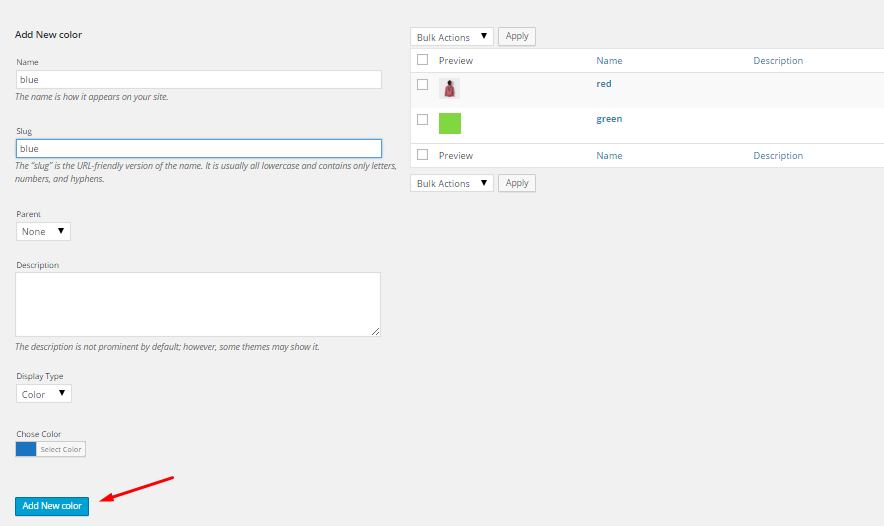 Add New color
Name
blue
The name is how it appears on your site.
Slug
blue
The “slug” is the URL-friendly version of the name. It is usually all lowercase and contains only letters,
numbers, and hyphens.
Parent
None
Description
The description is not prominent by default; however, some themes may show it.
Display Type
Color
Chose Color
Select Color
Add New color
Bulk Actions Apply
Preview Name Description
red
green
Preview Name Description
Bulk Actions Apply